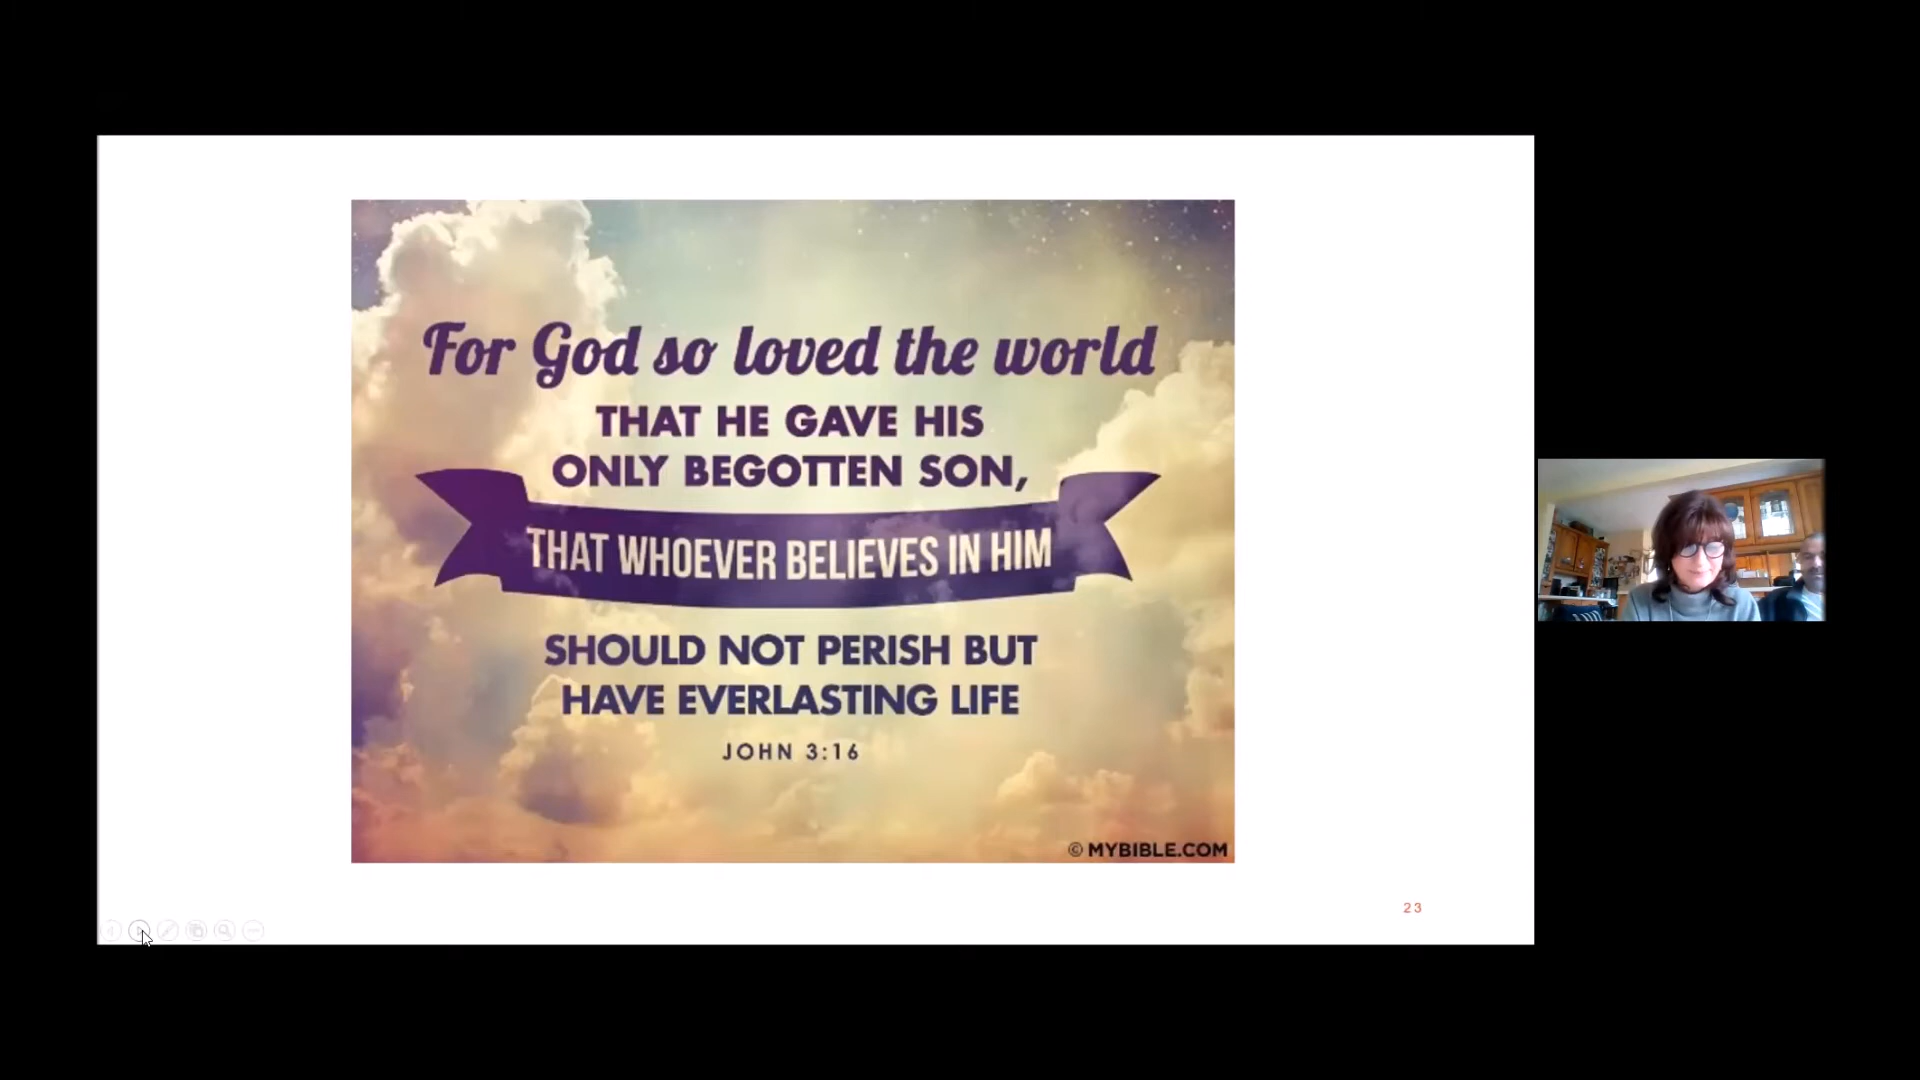 For God so loved the world
THAT HE GAVE HIS
ONLY BEGOTTEN SON,
THAT WHOEVER BELIEVES IN HIM
SHOULD NOT PERISH BUT
HAVE EVERLASTING LIFE
JOHN 3:16
© MYBIBLE.COM
23